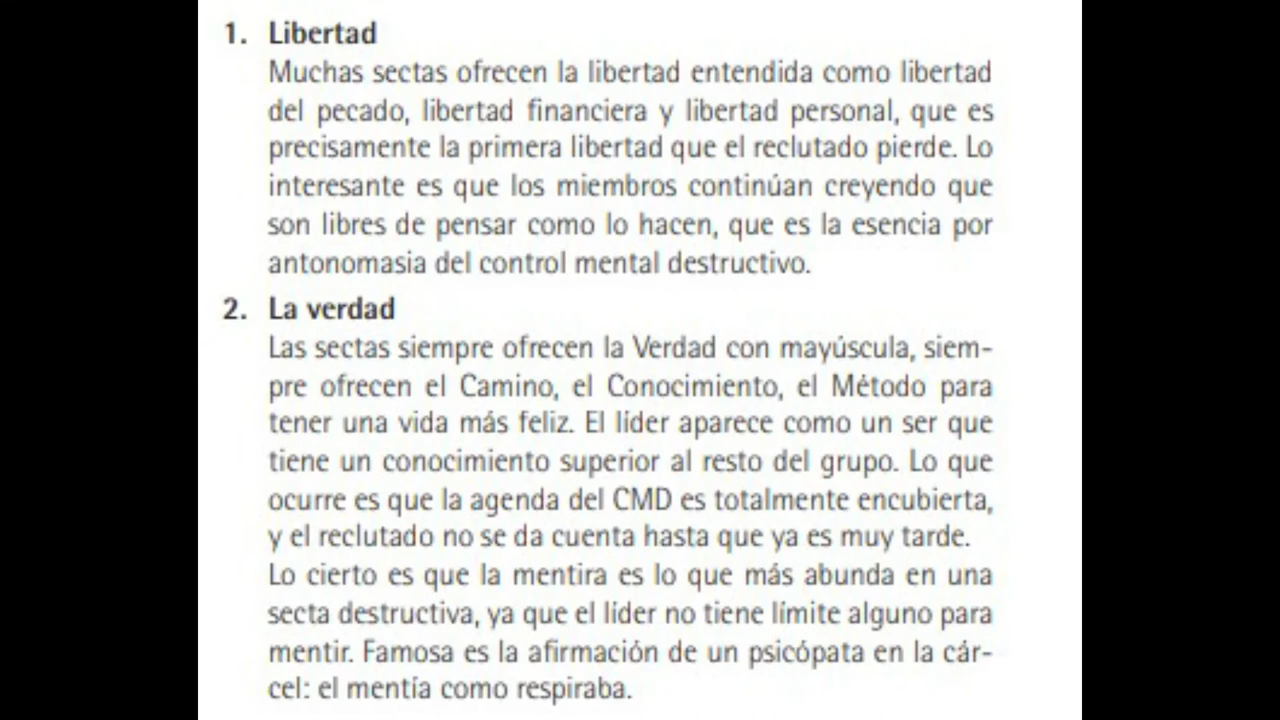 1. Libertad
Muchas sectas ofrecen la libertad entendida como libertad
del pecado, libertad financiera y libertad personal, que es
precisamente la primera libertad que el reclutado pierde. Lo
interesante es que los miembros continúan creyendo que
son libres de pensar como lo hacen, que es la esencia por
antonomasia del control mental destructivo.
2. La verdad
Las sectas siempre ofrecen la Verdad con mayúscula, siem-
pre ofrecen el Camino, el Conocimiento, el Método para
tener una vida más feliz. El líder aparece como un ser que
tiene un conocimiento superior al resto del grupo. Lo que
ocurre es que la agenda del CMD es totalmente encubierta,
y el reclutado no se da cuenta hasta que ya es muy tarde.
Lo cierto es que la mentira es lo que más abunda en una
secta destructiva, ya que el líder no tiene límite alguno para
mentir. Famosa es la afirmación de un psicópata en la cár-
cel: el mentía como respiraba.